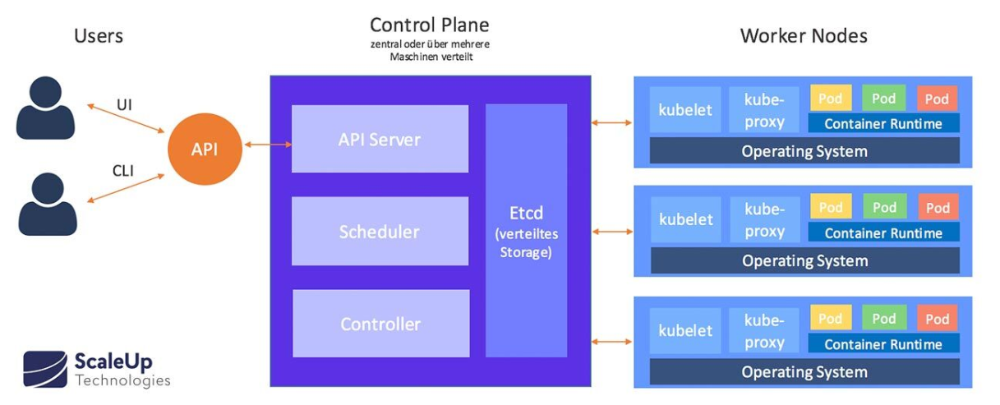 Users
UI
CLI
API
Control Plane
zentral oder über mehrere
Maschinen verteilt
API Server
Scheduler
Controller
Etcd
(verteiltes
Storage)
Worker Nodes
kubelet
kube-
proxy
Pod
Pod
Pod
Container Runtime
Operating System
kubelet
kube-
proxy
Pod
Pod
Pod
Container Runtime
Operating System
kubelet
kube-
proxy
Pod
Pod
Pod
Container Runtime
Operating System
ScaleUp
Technologies